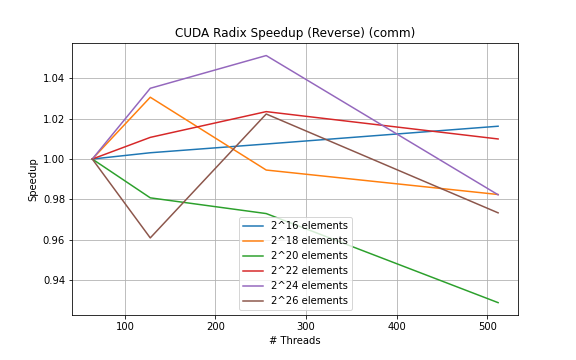 CUDA Radix Speedup (Reverse) (comm)
Speedup
1.04
1.02
1.00
0.98
0.96
0.94
2^16 elements
2^18 elements
2^20 elements
2^22 elements
2^24 elements
2^26 elements
100
200
300
400
500
# Threads